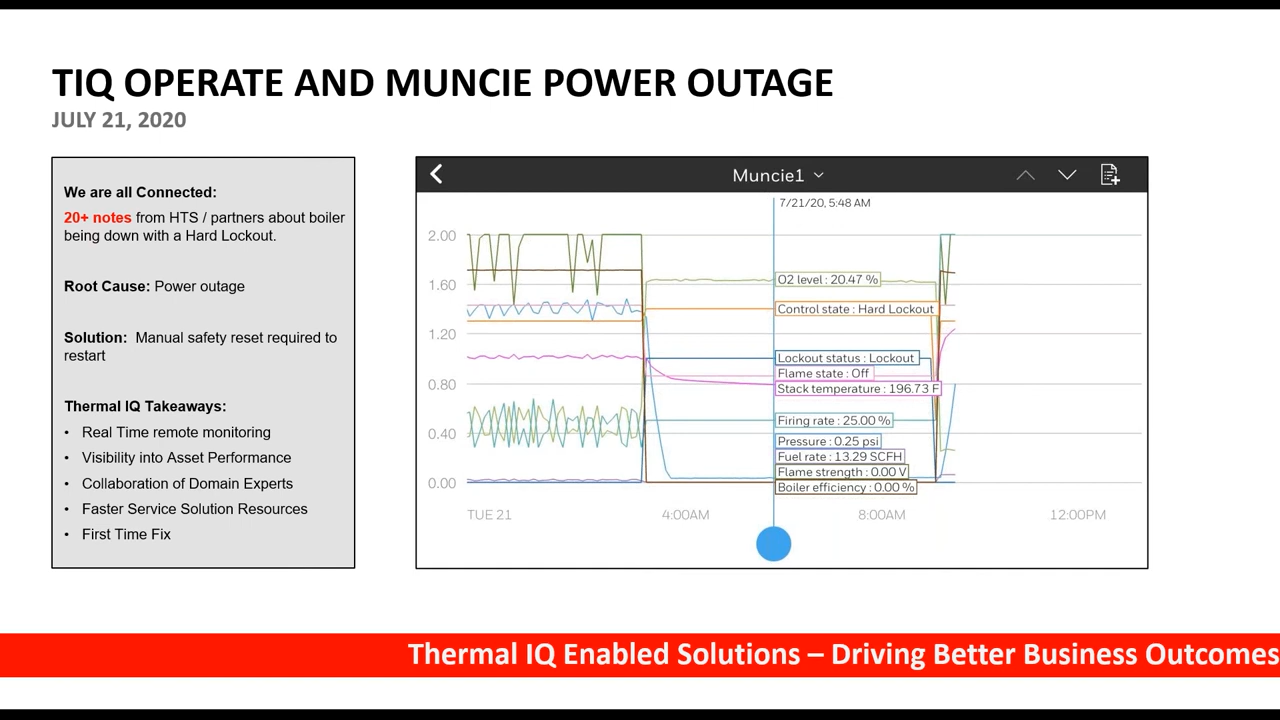 TIQ OPERATE AND MUNCIE POWER OUTAGE
JULY 21, 2020
We are all Connected:
20+ notes from HTS / partners about boiler
being down with a Hard Lockout.
Root Cause: Power outage
Solution: Manual safety reset required to
restart
Thermal IQ Takeaways:
• Real Time remote monitoring
• Visibility into Asset Performance
• Collaboration of Domain Experts
• Faster Service Solution Resources
• First Time Fix
Muncie1
7/21/20, 5:48 AM
2.00
1.60
1.20
0.80
0.40
0.00
O2 level : 20.47 %
Control state : Hard Lockout
Lockout status : Lockout
Flame state : Off
Stack temperature : 196.73 F
Firing rate : 25.00 %
Pressure : 0.25 psi
Fuel rate : 13.29 SCFH
Flame strength : 0.00 V
Boiler efficiency : 0.00 %
TUE 21
4:00AM
8:00AM
12:00PM
Thermal IQ Enabled Solutions – Driving Better Business Outcomes